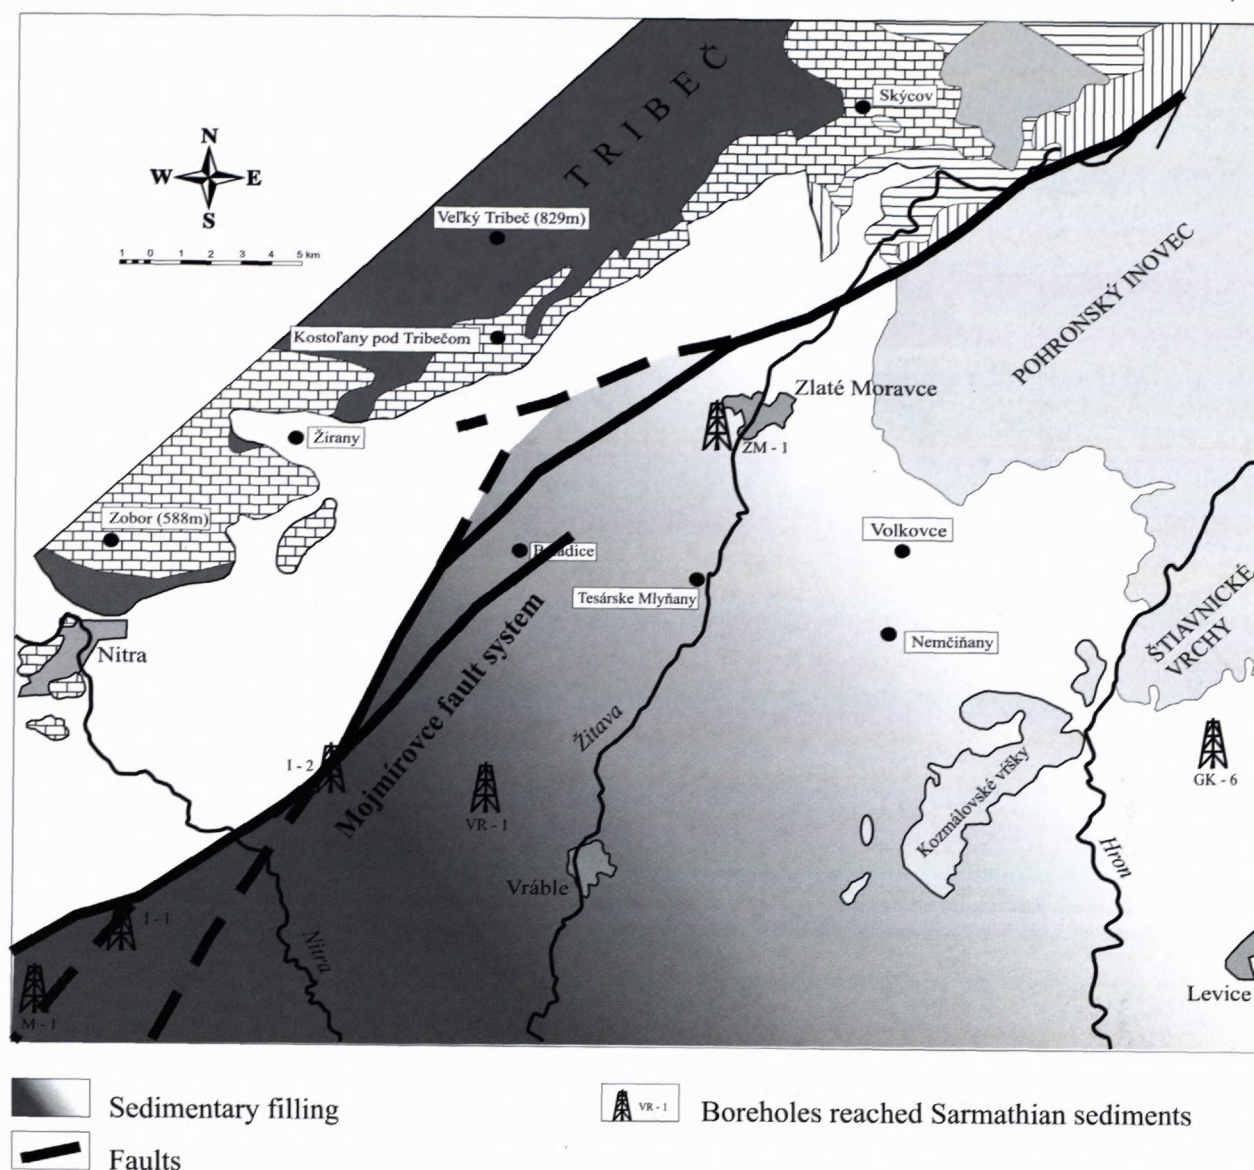 TRIBEČ
Skýcov
N
W E
S
Veľký Tribeč (829m)
1 0 1 2 3 4 5 km
POHRONSKÝ INOVEC
Kostoľany pod Tribečom
Zlaté Moravce
Žirany
ZM - 1
Zobor (588m)
Volkovce
Tesárske Mlyňany
ŠTIAVNICKÉ
VRCHY
Nemčiňany
Nitra
Mojmírovce fault system
Žitava
I - 2
GK - 6
VR - 1
Kozmálovské vŕšky
Hron
Vráble
I - 1
Nitra
Levice
M - 1
Sedimentary filling
VR - 1
Boreholes reached Sarmathian sediments
Faults